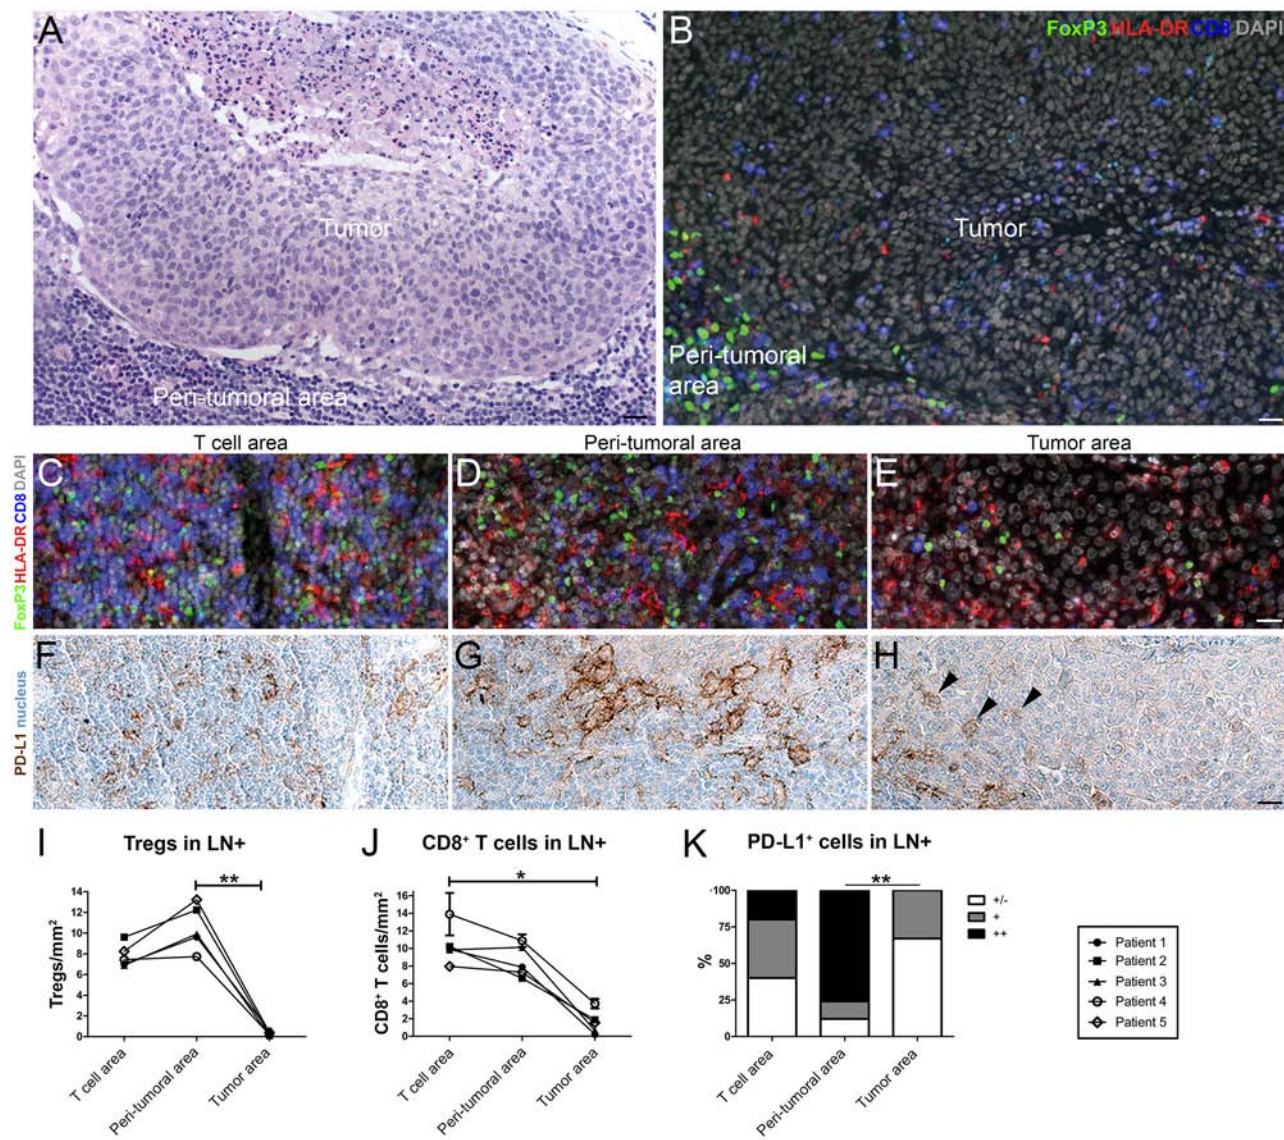 A
Tumor
Peri-tumoral area
B
FoxP3 HLA-DR CD8 DAPI
Tumor
Peri-tumoral
area
T cell area
Peri-tumoral area
Tumor area
FoxP3 HLA-DR CD8 DAPI
C
D
E
PD-L1 nucleus
F
G
H
I
Tregs in LN+
**
Tregs/mm²
14
12
10
8
6
4
2
0
T cell area
Peri-tumoral area
Tumor area
J
CD8⁺ T cells in LN+
*
CD8⁺ T cells/mm²
16
14
12
10
8
6
4
2
0
T cell area
Peri-tumoral area
Tumor area
K
PD-L1⁺ cells in LN+
**
%
100
75
50
25
0
T cell area
Peri-tumoral area
Tumor area
+/-
+
++
Patient 1
Patient 2
Patient 3
Patient 4
Patient 5